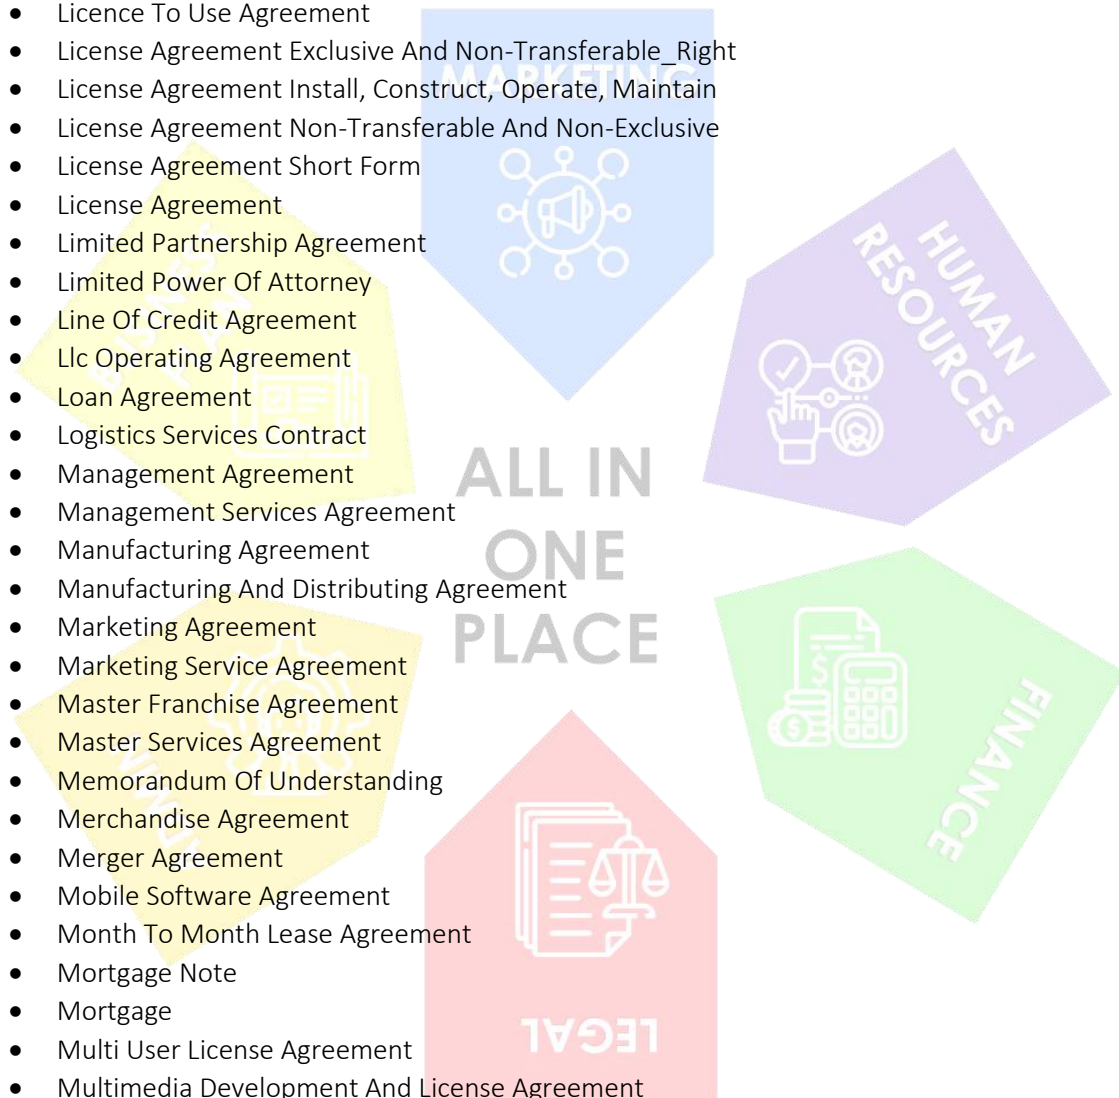 • Licence To Use Agreement
• License Agreement Exclusive And Non-Transferable_Right
• License Agreement Install, Construct, Operate, Maintain
• License Agreement Non-Transferable And Non-Exclusive
• License Agreement Short Form
• License Agreement
• Limited Partnership Agreement
• Limited Power Of Attorney
• Line Of Credit Agreement
• Llc Operating Agreement
• Loan Agreement
• Logistics Services Contract
• Management Agreement
• Management Services Agreement
• Manufacturing Agreement
• Manufacturing And Distributing Agreement
• Marketing Agreement
• Marketing Service Agreement
• Master Franchise Agreement
• Master Services Agreement
• Memorandum Of Understanding
• Merchandise Agreement
• Merger Agreement
• Mobile Software Agreement
• Month To Month Lease Agreement
• Mortgage Note
• Mortgage
• Multi User License Agreement
• Multimedia Development And License Agreement
MARKETING
HUMAN
RESOURCES
BUSINESS
PLAN
ALL IN
ONE
PLACE
FINANCE
ADMIN
LEGAL